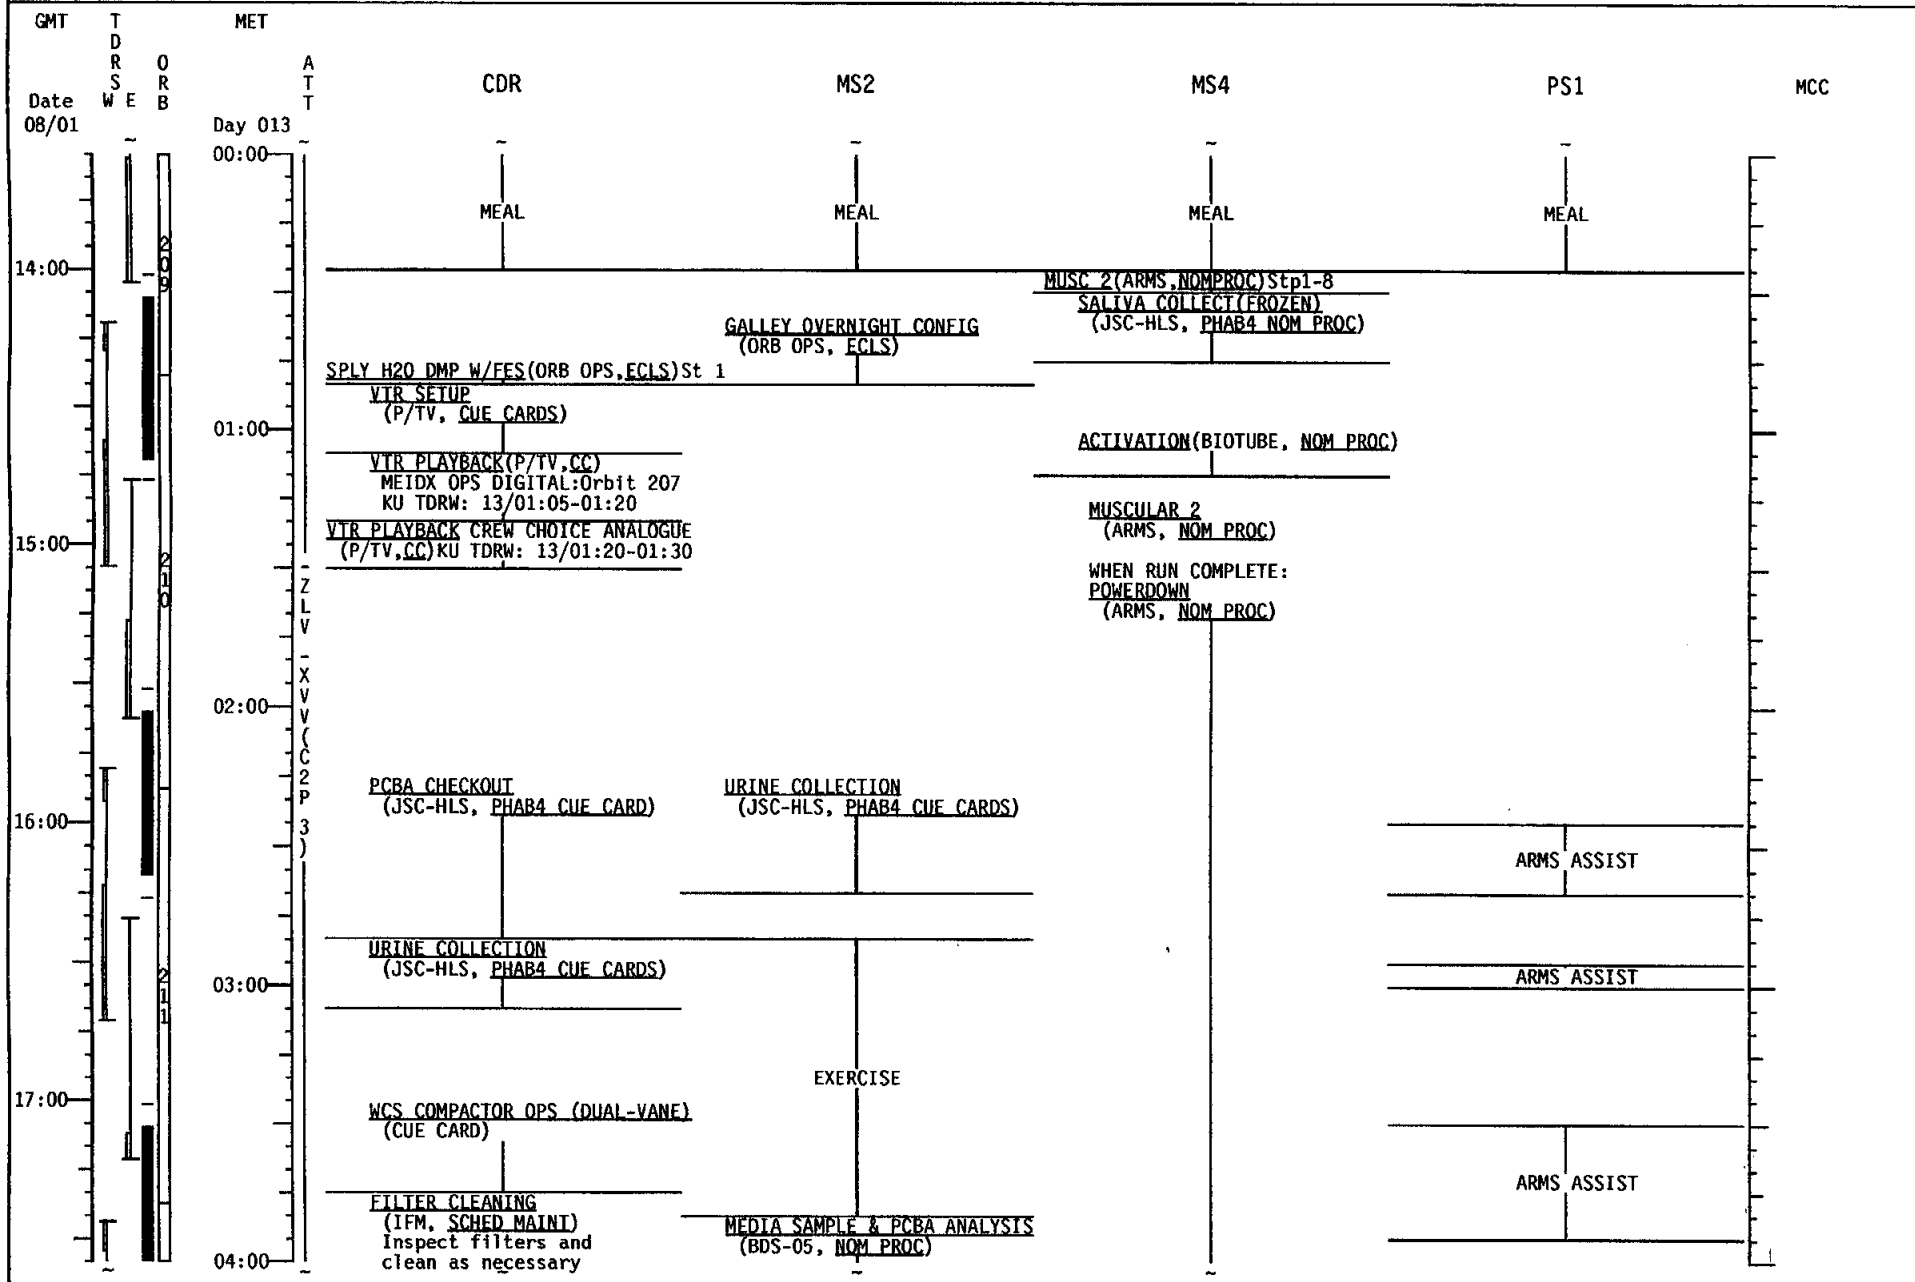 GMT
TDRS
W E
ORB
MET
ATT
CDR
MS2
MS4
PS1
MCC
Date
08/01
Day 013
00:00
MEAL
MEAL
MEAL
MEAL
209
14:00
MUSC 2(ARMS,NOMPROC)Stp1-8
SALIVA COLLECT(FROZEN)
(JSC-HLS, PHAB4 NOM PROC)
GALLEY OVERNIGHT CONFIG
(ORB OPS, ECLS)
SPLY H2O DMP W/FES(ORB OPS,ECLS)St 1
VTR SETUP
(P/TV, CUE CARDS)
01:00
ACTIVATION(BIOTUBE, NOM PROC)
VTR PLAYBACK(P/TV,CC)
MEIDX OPS DIGITAL:Orbit 207
KU TDRW: 13/01:05-01:20
VTR PLAYBACK CREW CHOICE ANALOGUE
(P/TV,CC)KU TDRW: 13/01:20-01:30
MUSCULAR 2
(ARMS, NOM PROC)
15:00
210
WHEN RUN COMPLETE:
POWERDOWN
(ARMS, NOM PROC)
-ZLV -XVV(C2P 3)
02:00
PCBA CHECKOUT
(JSC-HLS, PHAB4 CUE CARD)
URINE COLLECTION
(JSC-HLS, PHAB4 CUE CARDS)
16:00
ARMS ASSIST
URINE COLLECTION
(JSC-HLS, PHAB4 CUE CARDS)
211
03:00
ARMS ASSIST
EXERCISE
17:00
WCS COMPACTOR OPS (DUAL-VANE)
(CUE CARD)
ARMS ASSIST
FILTER CLEANING
(IFM, SCHED MAINT)
Inspect filters and
clean as necessary
MEDIA SAMPLE & PCBA ANALYSIS
(BDS-05, NOM PROC)
04:00